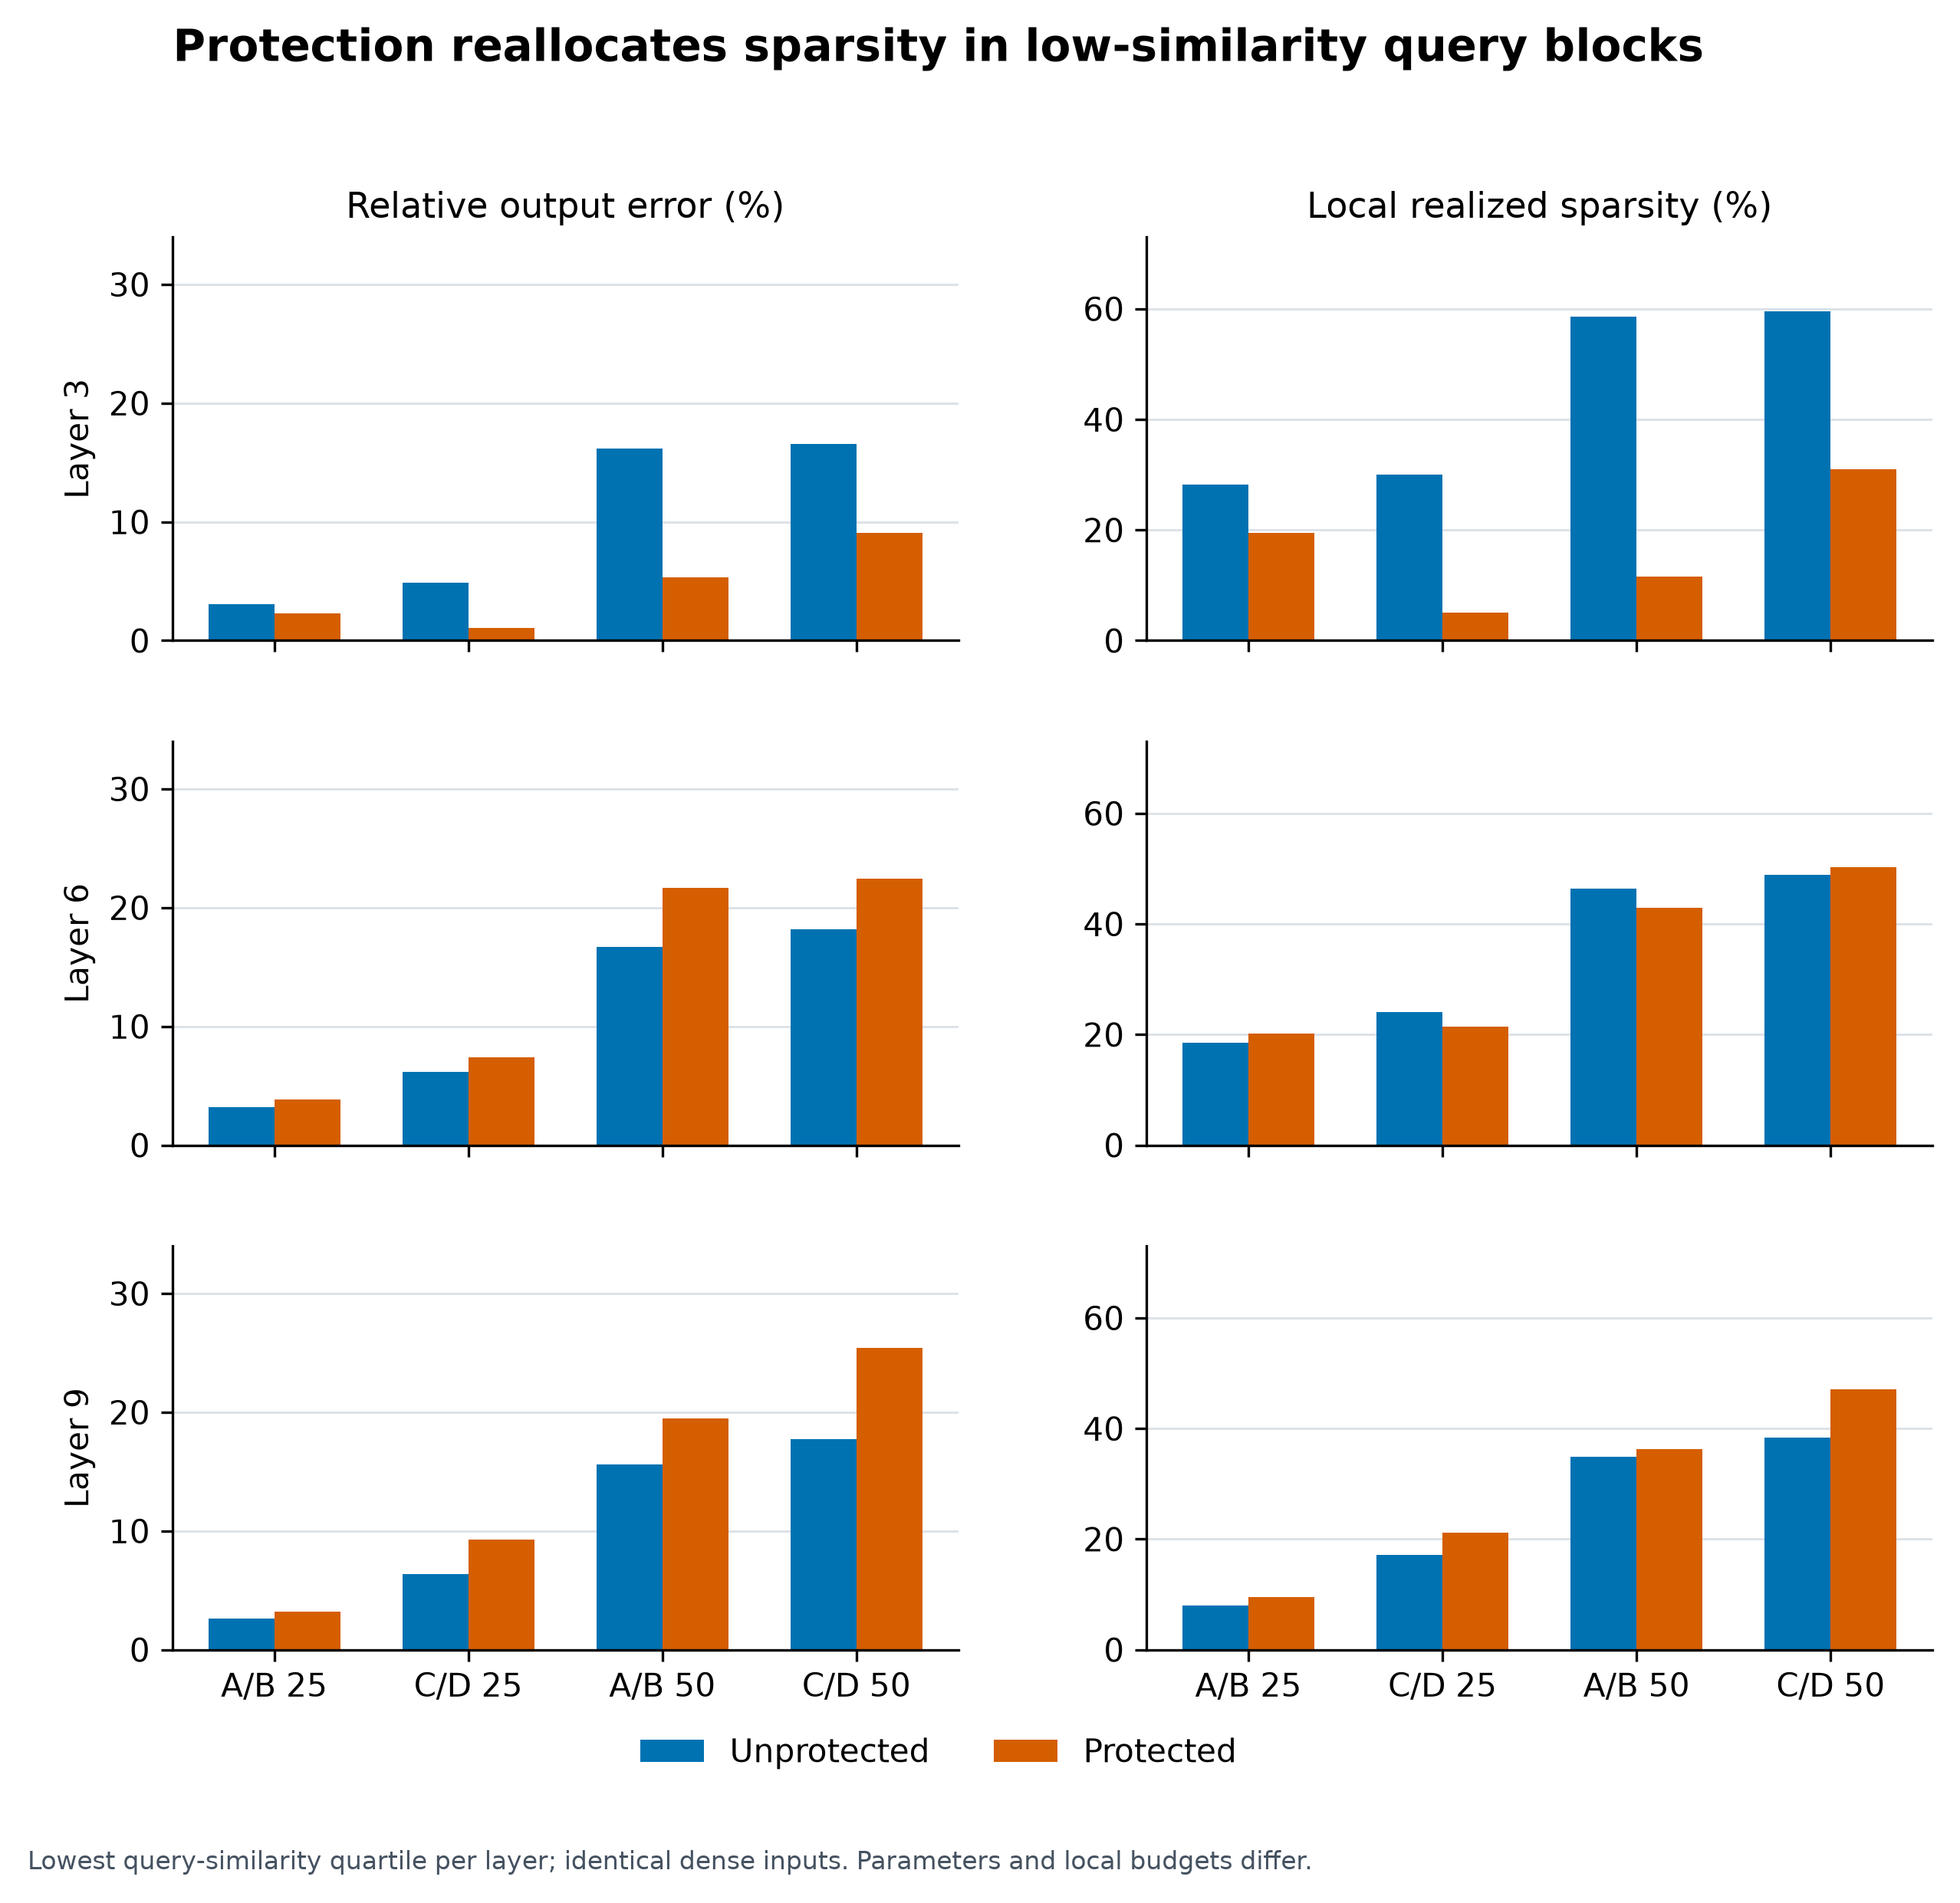 Protection reallocates sparsity in low-similarity query blocks
Relative output error (%)
Local realized sparsity (%)
Layer 3
30
20
10
0
60
40
20
0
Layer 6
30
20
10
0
60
40
20
0
Layer 9
30
20
10
0
60
40
20
0
A/B 25 C/D 25 A/B 50 C/D 50
A/B 25 C/D 25 A/B 50 C/D 50
Unprotected Protected
Lowest query-similarity quartile per layer; identical dense inputs. Parameters and local budgets differ.